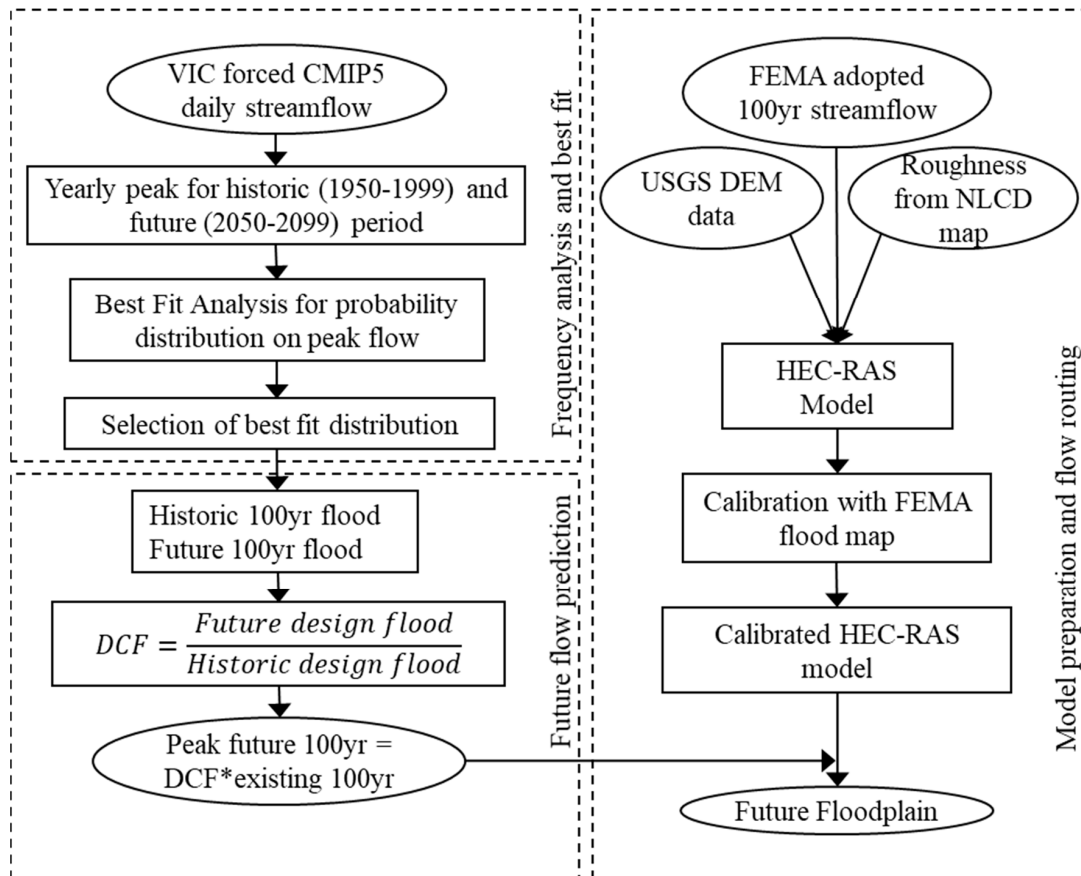 VIC forced CMIP5
daily streamflow
Yearly peak for historic (1950-1999) and
future (2050-2099) period
Best Fit Analysis for probability
distribution on peak flow
Selection of best fit distribution
Frequency analysis and best fit
Historic 100yr flood
Future 100yr flood
DCF = Future design flood / Historic design flood
Peak future 100yr =
DCF*existing 100yr
Future flow prediction
FEMA adopted
100yr streamflow
USGS DEM
data
Roughness
from NLCD
map
HEC-RAS
Model
Calibration with FEMA
flood map
Calibrated HEC-RAS
model
Future Floodplain
Model preparation and flow routing